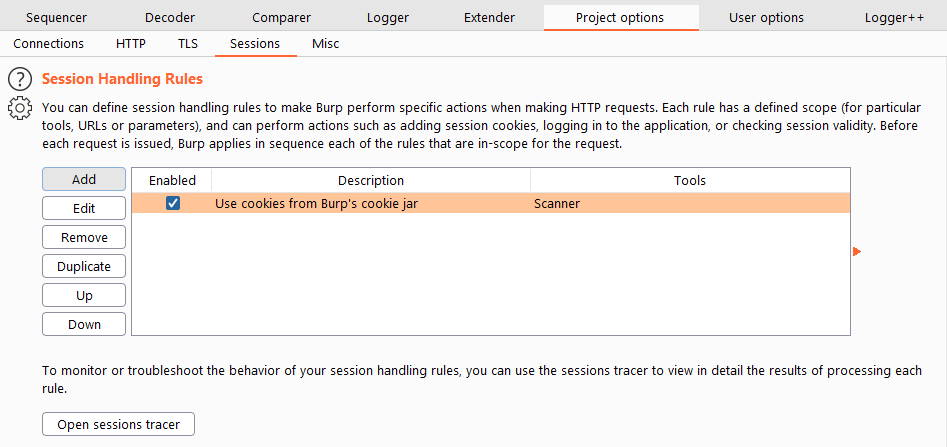 Sequencer Decoder Comparer Logger Extender Project options User options Logger++
Connections HTTP TLS Sessions Misc
? Session Handling Rules
You can define session handling rules to make Burp perform specific actions when making HTTP requests. Each rule has a defined scope (for particular
tools, URLs or parameters), and can perform actions such as adding session cookies, logging in to the application, or checking session validity. Before
each request is issued, Burp applies in sequence each of the rules that are in-scope for the request.
Add Enabled Description Tools
Edit Use cookies from Burp's cookie jar Scanner
Remove
Duplicate
Up
Down
To monitor or troubleshoot the behavior of your session handling rules, you can use the sessions tracer to view in detail the results of processing each
rule.
Open sessions tracer